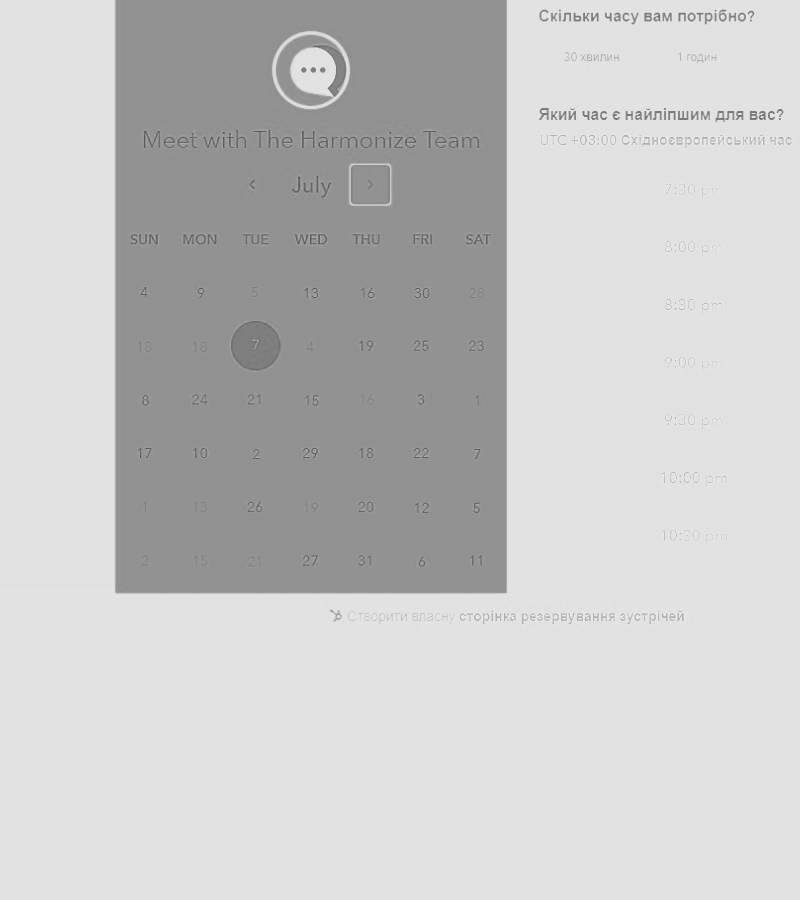 Meet with The Harmonize Team
July
SUN MON TUE WED THU FRI SAT
4 9 5 13 16 30 28
18 18 7 4 19 25 23
8 24 21 15 16 3 1
17 10 2 29 18 22 7
1 13 26 19 20 12 5
2 15 21 27 31 6 11
Скільки часу вам потрібно?
30 хвилин 1 годин
Який час є найліпшим для вас?
UTC +03:00 Східноєвропейський час
7:30 pm
8:00 pm
8:30 pm
9:00 pm
9:30 pm
10:00 pm
10:30 pm
Створити власну сторінка резервування зустрічей